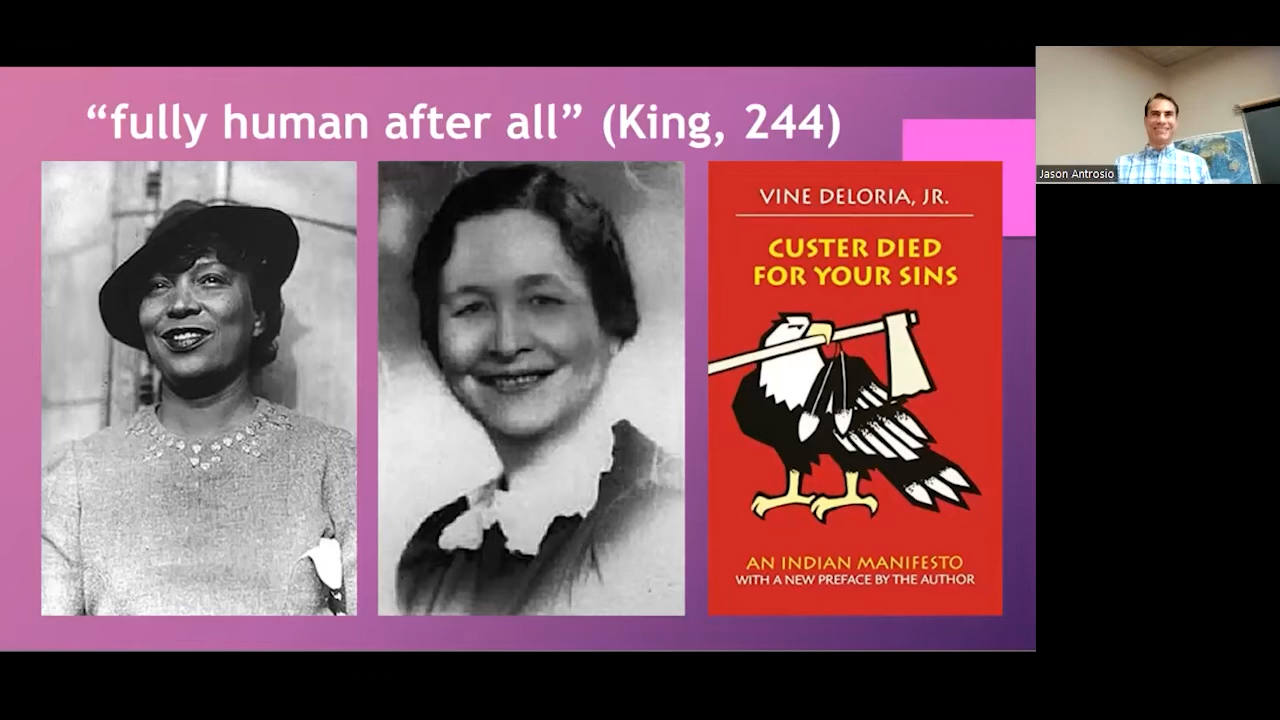 “fully human after all” (King, 244)
VINE DELORIA, JR.
CUSTER DIED
FOR YOUR SINS
AN INDIAN MANIFESTO
WITH A NEW PREFACE BY THE AUTHOR
Jason Antrosio